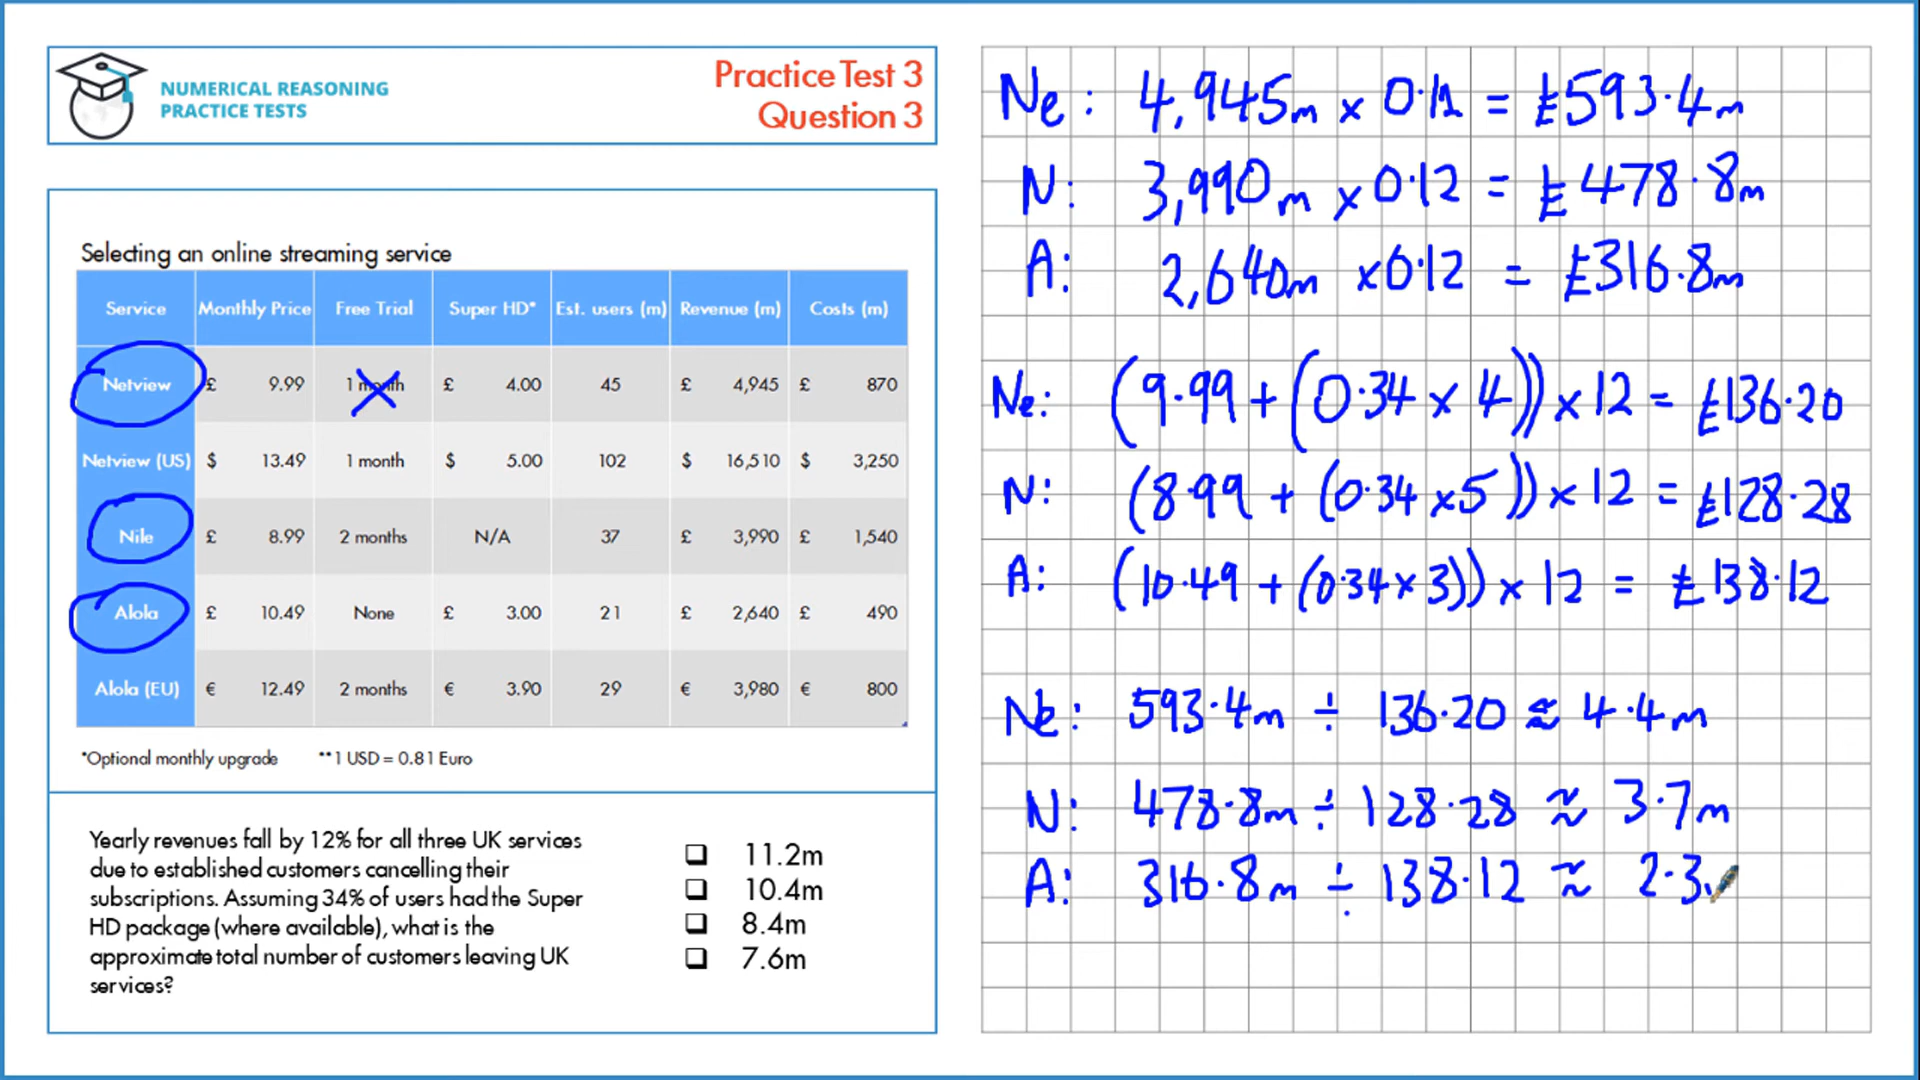 NUMERICAL REASONING
PRACTICE TESTS
Practice Test 3
Question 3
Selecting an online streaming service
Service Monthly Price Free Trial Super HD* Est. users (m) Revenue (m) Costs (m)
Netview £ 9.99 1 month £ 4.00 45 £ 4,945 £ 870
Netview (US) $ 13.49 1 month $ 5.00 102 $ 16,510 $ 3,250
Nile £ 8.99 2 months N/A 37 £ 3,990 £ 1,540
Alola £ 10.49 None £ 3.00 21 £ 2,640 £ 490
Alola (EU) € 12.49 2 months € 3.90 29 € 3,980 € 800
*Optional monthly upgrade **1 USD = 0.81 Euro
Yearly revenues fall by 12% for all three UK services
due to established customers cancelling their
subscriptions. Assuming 34% of users had the Super
HD package (where available), what is the
approximate total number of customers leaving UK
services?
❑ 11.2m
❑ 10.4m
❑ 8.4m
❑ 7.6m
Ne: 4,945m × 0.12 = £593.4m
N: 3,990m × 0.12 = £478.8m
A: 2,640m × 0.12 = £316.8m
Ne: (9.99 + (0.34 × 4)) × 12 = £136.20
N: (8.99 + (0.34 × 5)) × 12 = £128.28
A: (10.49 + (0.34 × 3)) × 12 = £138.12
Ne: 593.4m ÷ 136.20 ≈ 4.4m
N: 478.8m ÷ 128.28 ≈ 3.7m
A: 316.8m ÷ 138.12 ≈ 2.3